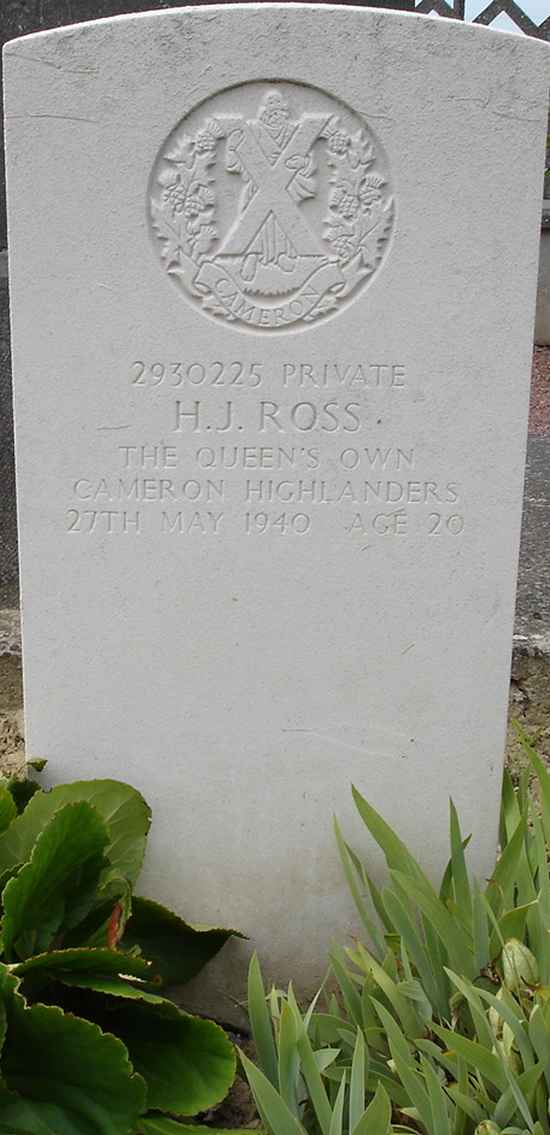 CAMERON
2930225 PRIVATE
H.J. ROSS
THE QUEEN'S OWN
CAMERON HIGHLANDERS
27TH MAY 1940 AGE 20